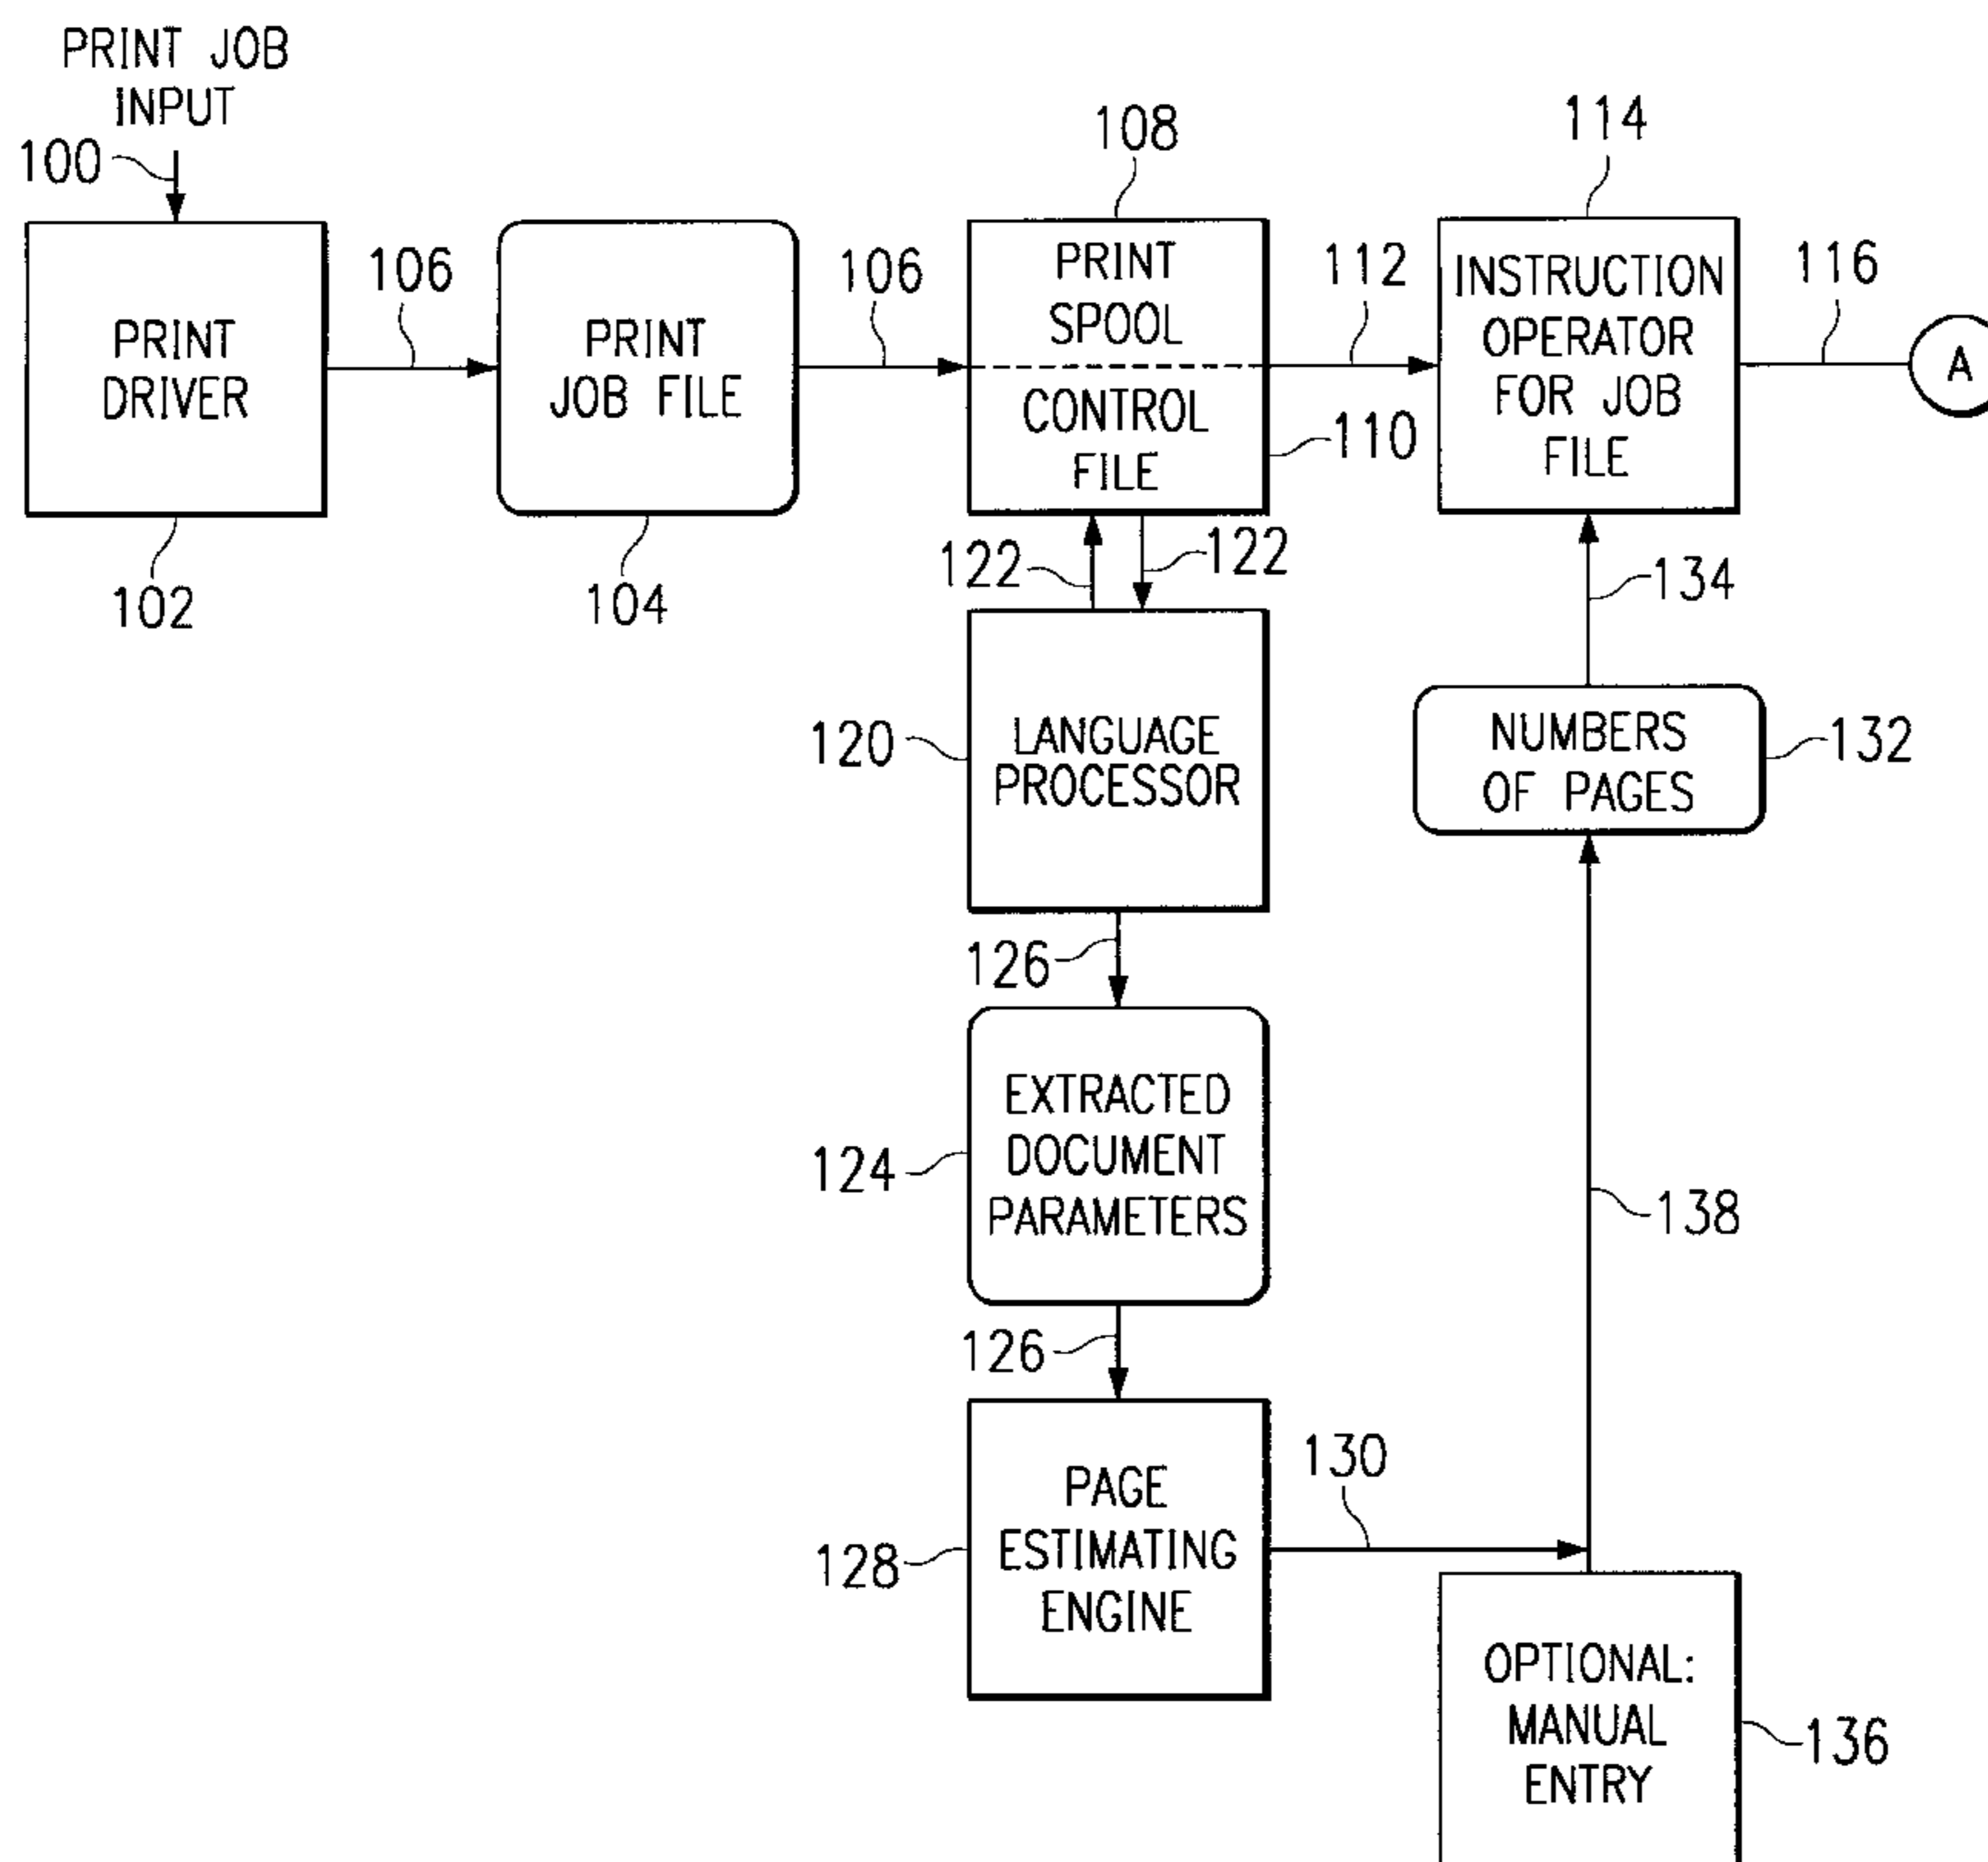 PRINT JOB
INPUT
100
PRINT
DRIVER
102
106
PRINT
JOB FILE
104
106
108
PRINT
SPOOL
CONTROL
FILE
110
112
114
INSTRUCTION
OPERATOR
FOR JOB
FILE
116
A
122
122
134
120
LANGUAGE
PROCESSOR
NUMBERS
OF PAGES
132
126
124
EXTRACTED
DOCUMENT
PARAMETERS
138
126
128
PAGE
ESTIMATING
ENGINE
130
OPTIONAL:
MANUAL
ENTRY
136